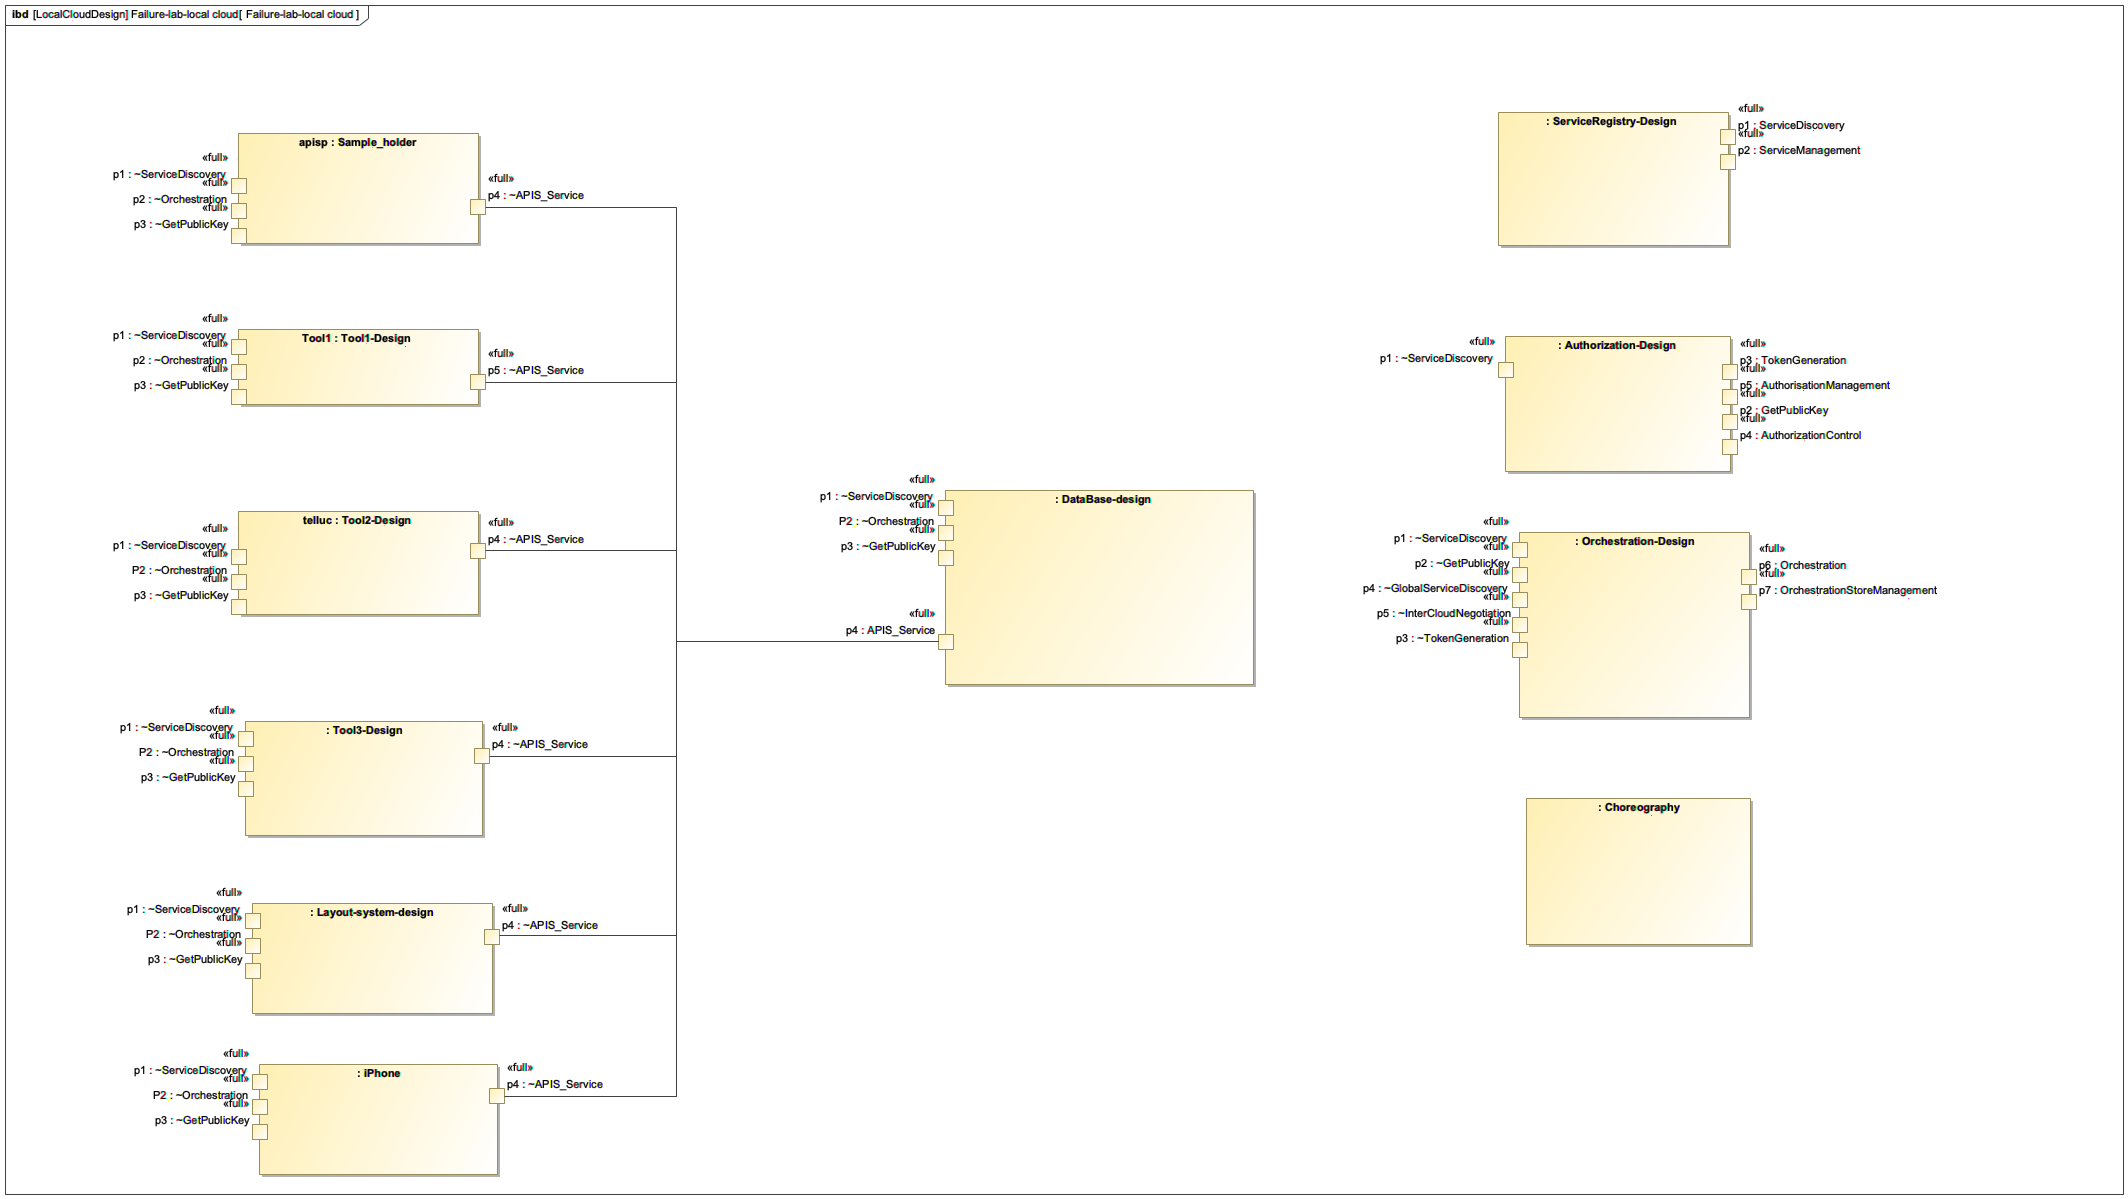 ibd [LocalCloudDesign] Failure-lab-local cloud[ Failure-lab-local cloud ]
apisp : Sample_holder
«full»
p1 : ~ServiceDiscovery
«full»
p2 : ~Orchestration
«full»
p3 : ~GetPublicKey
«full»
p4 : ~APIS_Service
Tool1 : Tool1-Design
«full»
p1 : ~ServiceDiscovery
«full»
p2 : ~Orchestration
«full»
p3 : ~GetPublicKey
«full»
p5 : ~APIS_Service
telluc : Tool2-Design
«full»
p1 : ~ServiceDiscovery
«full»
P2 : ~Orchestration
«full»
p3 : ~GetPublicKey
«full»
p4 : ~APIS_Service
: Tool3-Design
«full»
p1 : ~ServiceDiscovery
«full»
P2 : ~Orchestration
«full»
p3 : ~GetPublicKey
«full»
p4 : ~APIS_Service
: Layout-system-design
«full»
p1 : ~ServiceDiscovery
«full»
P2 : ~Orchestration
«full»
p3 : ~GetPublicKey
«full»
p4 : ~APIS_Service
: iPhone
«full»
p1 : ~ServiceDiscovery
«full»
P2 : ~Orchestration
«full»
p3 : ~GetPublicKey
«full»
p4 : ~APIS_Service
: DataBase-design
«full»
p1 : ~ServiceDiscovery
«full»
P2 : ~Orchestration
«full»
p3 : ~GetPublicKey
«full»
p4 : APIS_Service
: ServiceRegistry-Design
«full»
p1 : ServiceDiscovery
«full»
p2 : ServiceManagement
: Authorization-Design
«full»
p1 : ~ServiceDiscovery
«full»
p3 : TokenGeneration
«full»
p5 : AuthorisationManagement
«full»
p2 : GetPublicKey
«full»
p4 : AuthorizationControl
: Orchestration-Design
«full»
p1 : ~ServiceDiscovery
«full»
p2 : ~GetPublicKey
«full»
p4 : ~GlobalServiceDiscovery
«full»
p5 : ~InterCloudNegotiation
«full»
p3 : ~TokenGeneration
«full»
p6 : Orchestration
«full»
p7 : OrchestrationStoreManagement
: Choreography